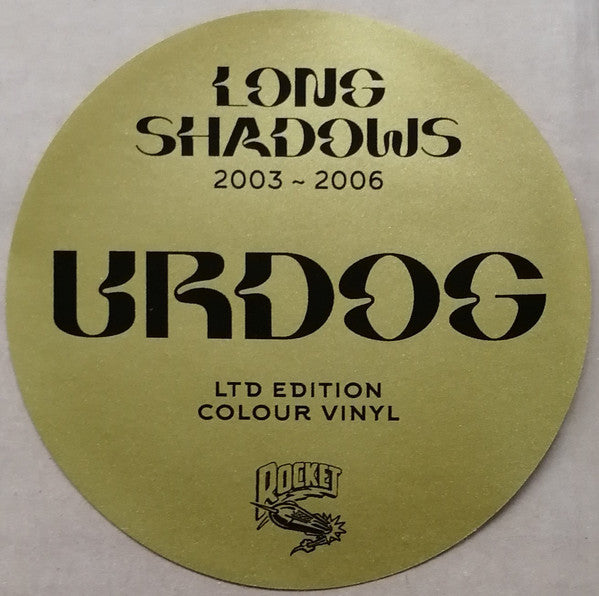 LONG
SHADOWS
2003 ~ 2006
URDOG
LTD EDITION
COLOUR VINYL
ROCKET